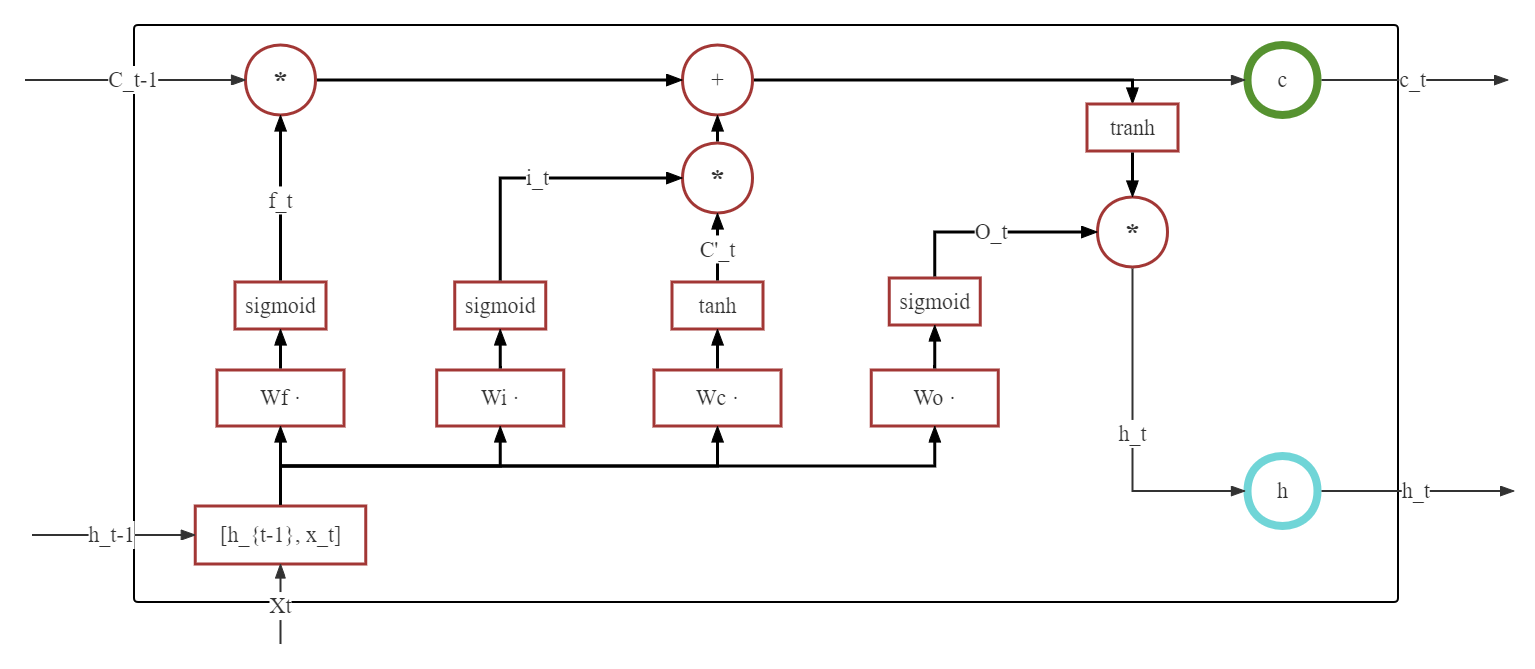 C_t-1
*
+
c
c_t
tranh
i_t
*
f_t
O_t
*
C'_t
sigmoid
sigmoid
tanh
sigmoid
Wf ·
Wi ·
Wc ·
Wo ·
h_t
h
h_t
h_t-1
[h_{t-1}, x_t]
Xt